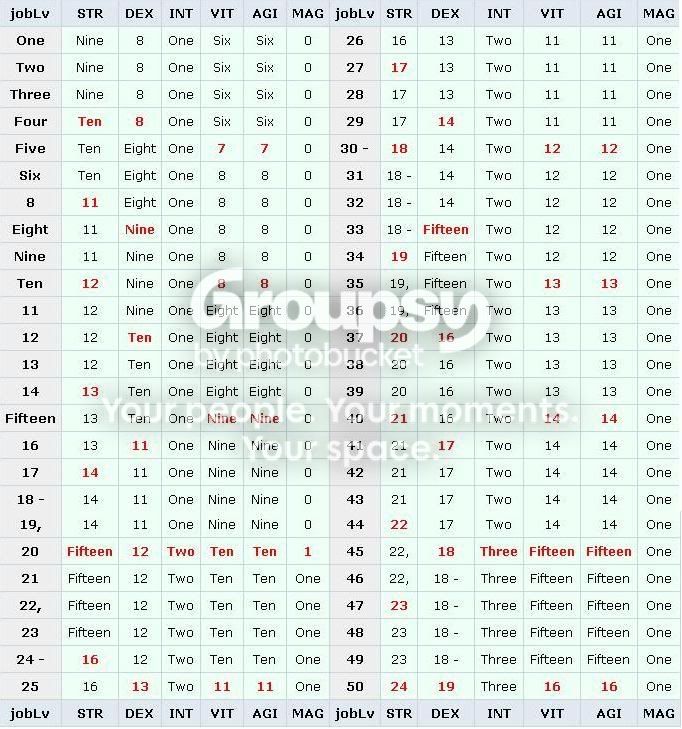 jobLv STR DEX INT VIT AGI MAG jobLv STR DEX INT VIT AGI MAG
One Nine 8 One Six Six 0 26 16 13 Two 11 11 One
Two Nine 8 One Six Six 0 27 17 13 Two 11 11 One
Three Nine 8 One Six Six 0 28 17 13 Two 11 11 One
Four Ten 8 One Six Six 0 29 17 14 Two 11 11 One
Five Ten Eight One 7 7 0 30 - 18 14 Two 12 12 One
Six Ten Eight One 8 8 0 31 18 - 14 Two 12 12 One
8 11 Eight One 8 8 0 32 18 - 14 Two 12 12 One
Eight 11 Nine One 8 8 0 33 18 - Fifteen Two 12 12 One
Nine 11 Nine One 8 8 0 34 19 Fifteen Two 12 12 One
Ten 12 Nine One 8 8 0 35 19, Fifteen Two 13 13 One
11 12 Nine One Eight Eight 0 36 19, Fifteen Two 13 13 One
12 12 Ten One Eight Eight 0 37 20 16 Two 13 13 One
13 12 Ten One Eight Eight 0 38 20 16 Two 13 13 One
14 13 Ten One Eight Eight 0 39 20 16 Two 13 13 One
Fifteen 13 Ten One Nine Nine 0 40 21 16 Two 14 14 One
16 13 11 One Nine Nine 0 41 21 17 Two 14 14 One
17 14 11 One Nine Nine 0 42 21 17 Two 14 14 One
18 - 14 11 One Nine Nine 0 43 21 17 Two 14 14 One
19, 14 11 One Nine Nine 0 44 22 17 Two 14 14 One
20 Fifteen 12 Two Ten Ten 1 45 22, 18 Three Fifteen Fifteen One
21 Fifteen 12 Two Ten Ten One 46 22, 18 - Three Fifteen Fifteen One
22, Fifteen 12 Two Ten Ten One 47 23 18 - Three Fifteen Fifteen One
23 Fifteen 12 Two Ten Ten One 48 23 18 - Three Fifteen Fifteen One
24 - 16 12 Two Ten Ten One 49 23 18 - Three Fifteen Fifteen One
25 16 13 Two 11 11 One 50 24 19 Three 16 16 One
jobLv STR DEX INT VIT AGI MAG jobLv STR DEX INT VIT AGI MAG
Groupsy
by photobucket
Your people. Your moments.
Your space.